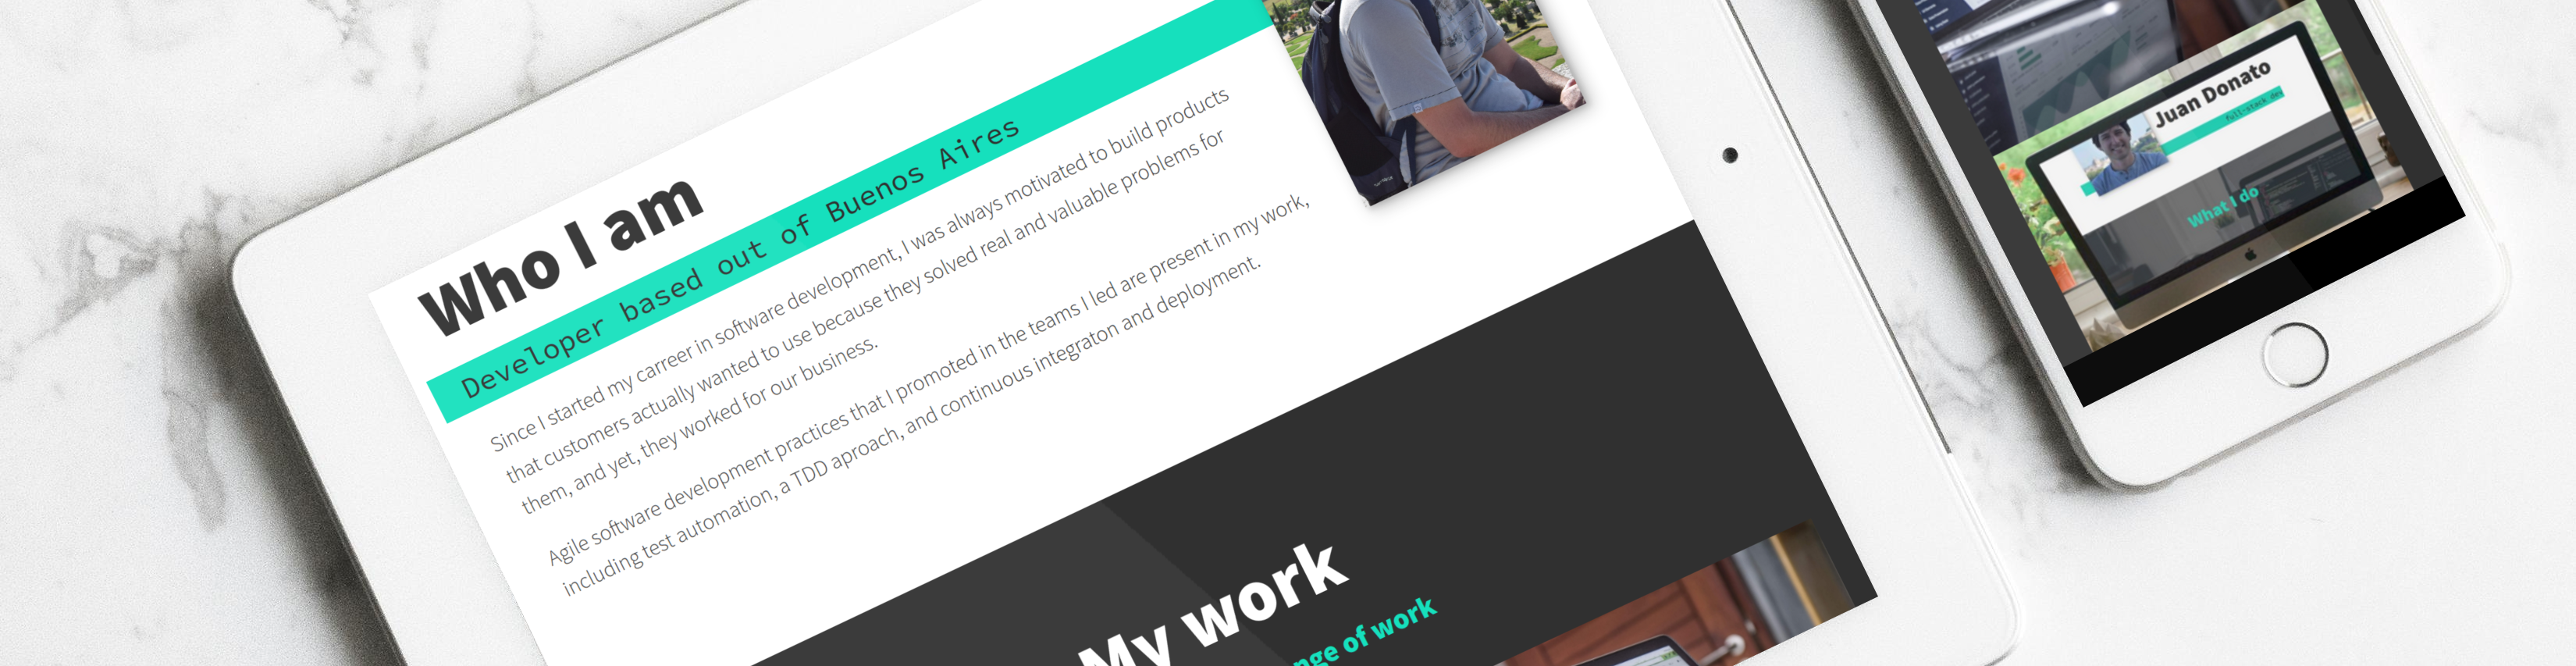 Who I am
Developer based out of Buenos Aires
Since I started my carreer in software development, I was always motivated to build products
that customers actually wanted to use because they solved real and valuable problems for
them, and yet, they worked for our business.
Agile software development practices that I promoted in the teams I led are present in my work,
including test automation, a TDD aproach, and continuous integraton and deployment.
My work
nge of work
Juan Donato
full-stack dev
What I do